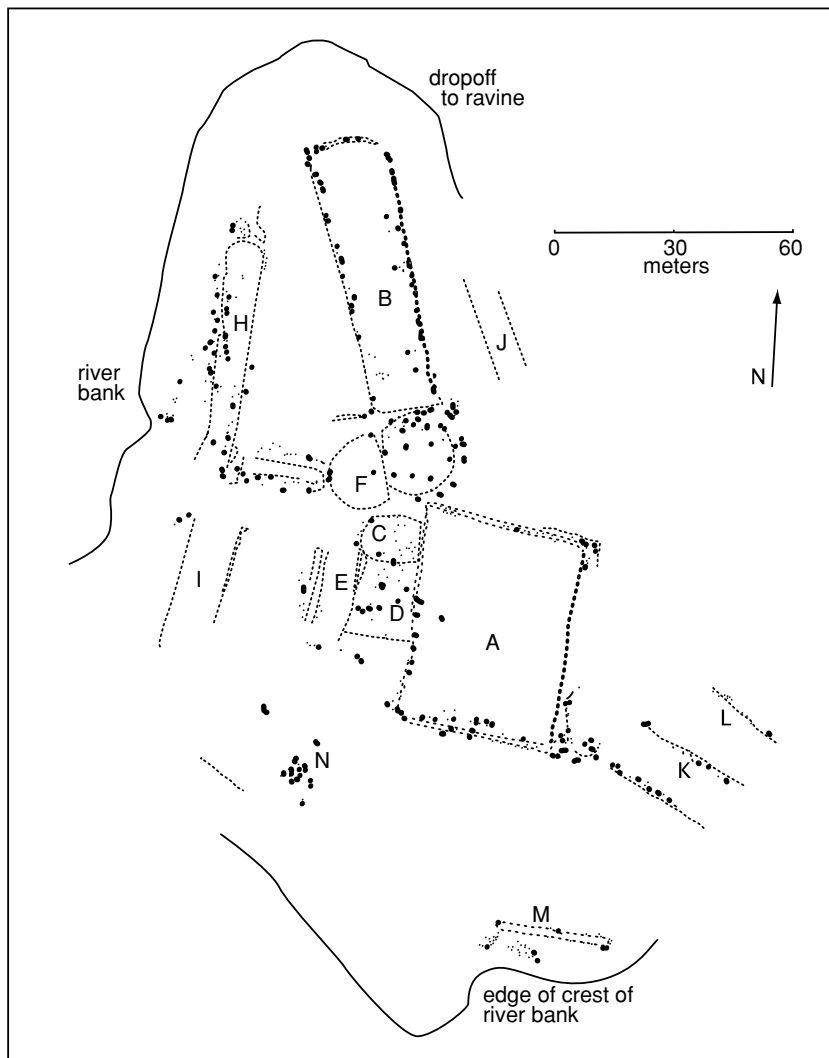 dropoff
to ravine
0 30 60
meters
B
H
J
N
river
bank
F
C
I
E
D
A
L
K
N
M
edge of crest of
river bank